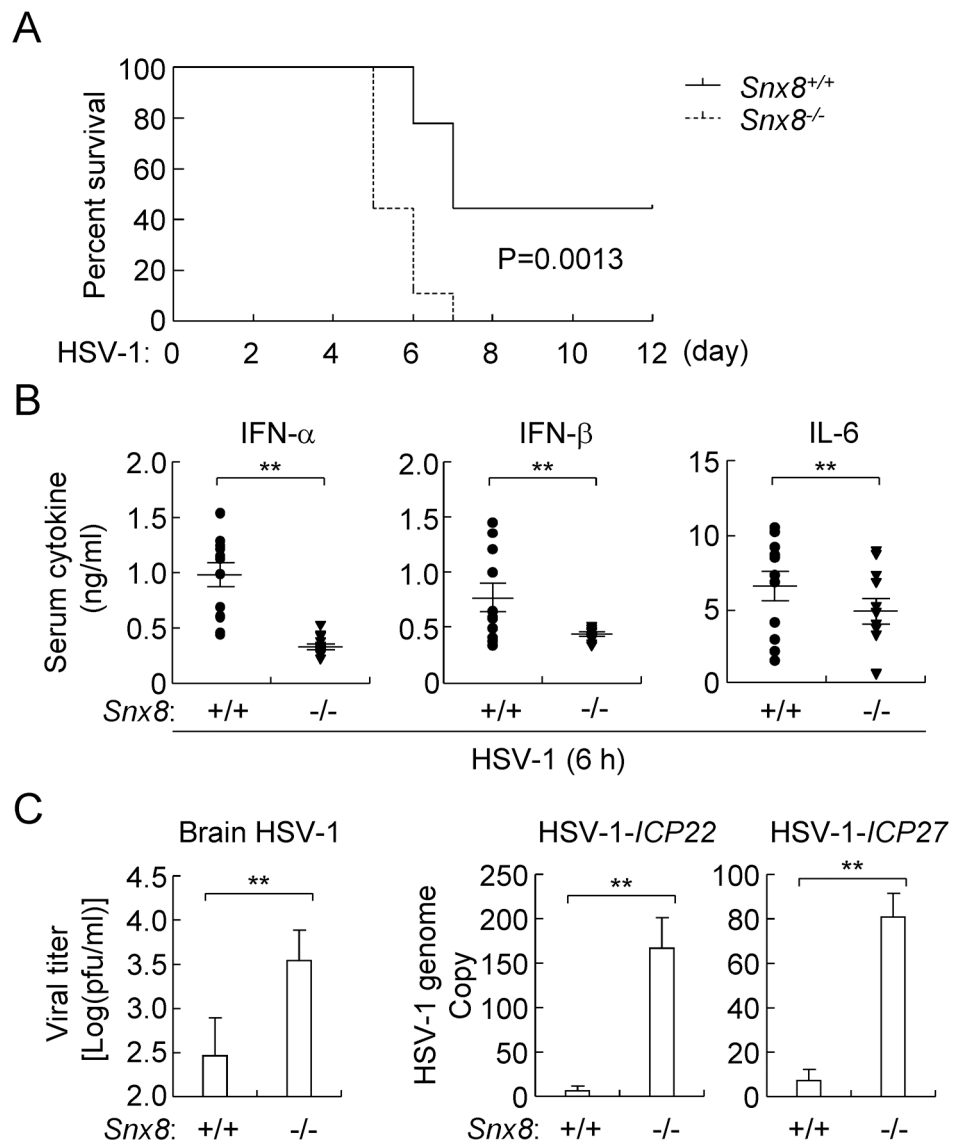 A
100
80
60
40
20
0
Percent survival
Snx8+/+
Snx8-/-
P=0.0013
HSV-1: 0 2 4 6 8 10 12 (day)
B
IFN-α IFN-β IL-6
** ** **
Serum cytokine
(ng/ml)
2.0
1.5
1.0
0.5
0
2.0
1.5
1.0
0.5
0
15
10
5
0
Snx8: +/+ -/- +/+ -/- +/+ -/-
HSV-1 (6 h)
C
Brain HSV-1 HSV-1-ICP22 HSV-1-ICP27
** ** **
Viral titer
[Log(pfu/ml)]
4.5
4.0
3.5
3.0
2.5
2.0
HSV-1 genome
Copy
250
200
150
100
50
0
100
80
60
40
20
0
Snx8: +/+ -/- Snx8: +/+ -/- +/+ -/-